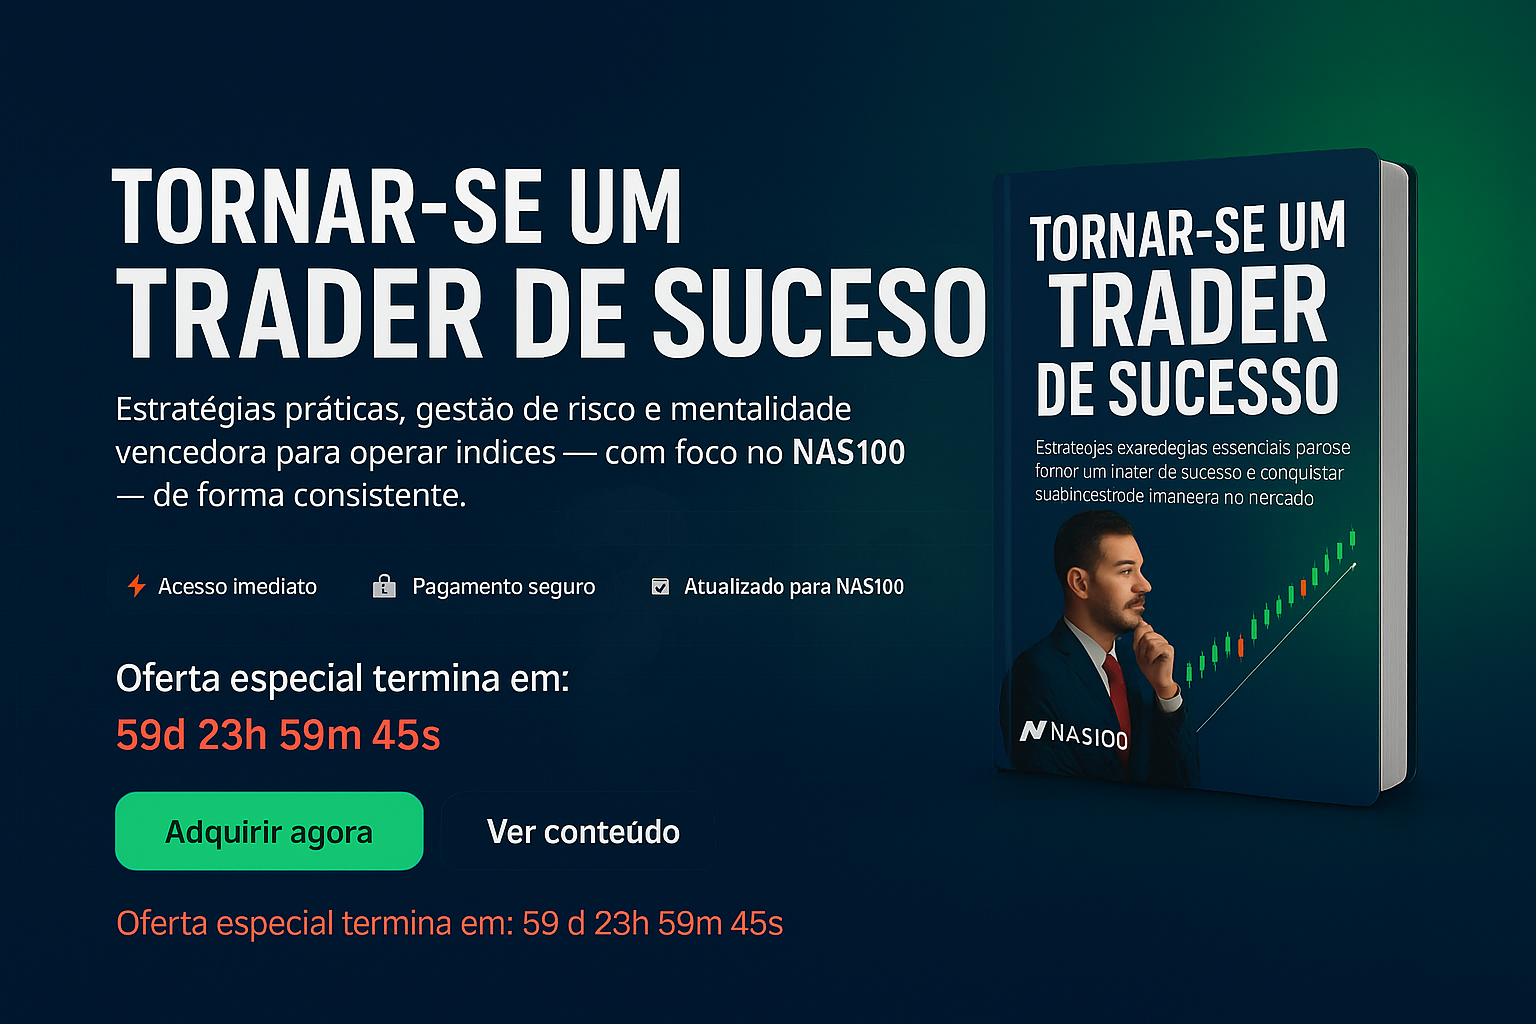 TORNAR-SE UM
TRADER DE SUCESO
Estratégias práticas, gestäo de risco e mentalidade
vencedora para operar indices — com foco no NAS100
— de forma consistente.
Acesso imediato
Pagamento seguro
Atualizado para NAS100
Oferta especial termina em:
59d 23h 59m 45s
Adquirir agora
Ver conteúdo
Oferta especial termina em: 59 d 23h 59m 45s
TORNAR-SE UM
TRADER
DE SUCESSO
Estrateojes exaredegias essenciais parose
fornor um inater de sucesso e conquistar
suabincestrode imaneera no nercado
NASIOO